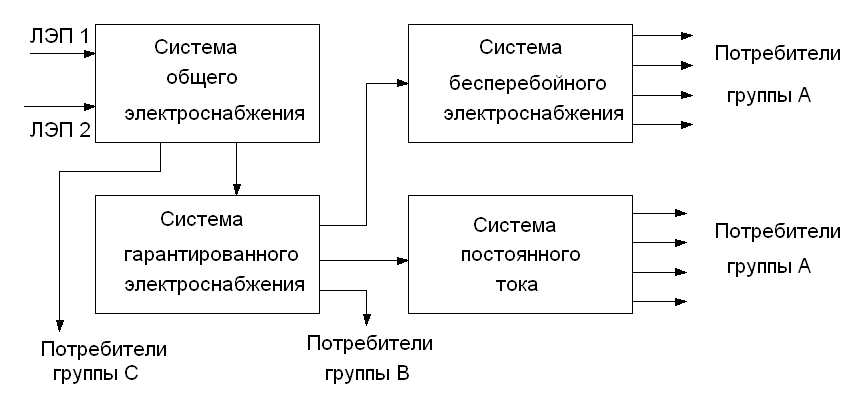 ЛЭП 1
ЛЭП 2
Система
общего
электроснабжения
Система
бесперебойного
электроснабжения
Потребители
группы А
Система
гарантированного
электроснабжения
Система
постоянного
тока
Потребители
группы А
Потребители
группы С
Потребители
группы В